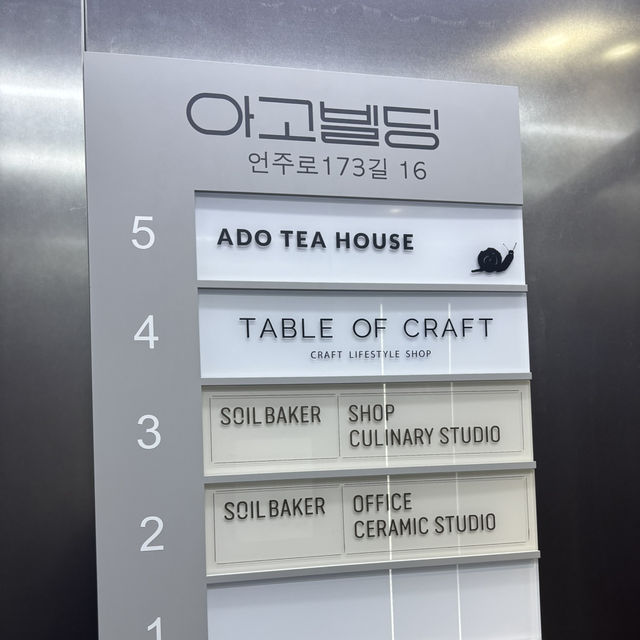 아고빌딩
언주로173길 16
5
ADO TEA HOUSE
4
TABLE OF CRAFT
CRAFT LIFESTYLE SHOP
3
SOILBAKER
SHOP
CULINARY STUDIO
2
SOILBAKER
OFFICE
CERAMIC STUDIO
1